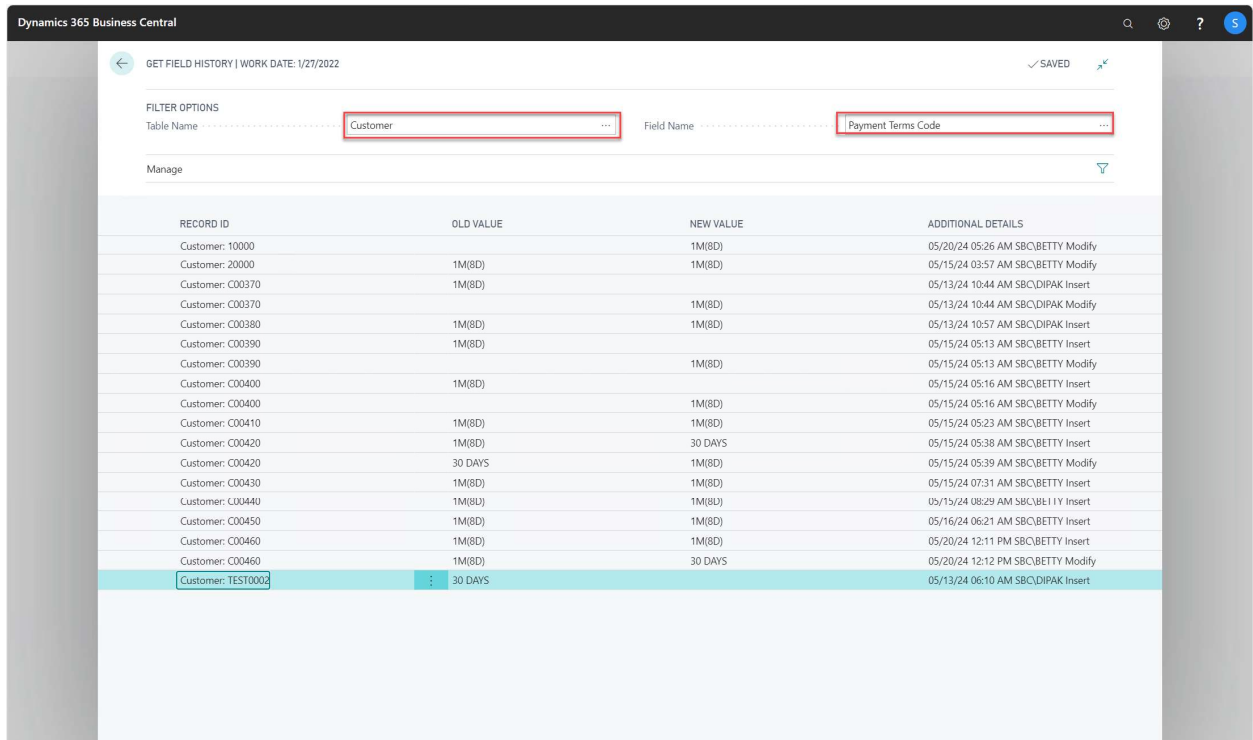 Dynamics 365 Business Central
? S
GET FIELD HISTORY | WORK DATE: 1/27/2022 SAVED
FILTER OPTIONS
Table Name Customer ... Field Name Payment Terms Code ...
Manage
RECORD ID OLD VALUE NEW VALUE ADDITIONAL DETAILS
Customer: 10000 1M(8D) 05/20/24 05:26 AM SBC\BETTY Modify
Customer: 20000 1M(8D) 1M(8D) 05/15/24 03:57 AM SBC\BETTY Modify
Customer: C00370 1M(8D) 05/13/24 10:44 AM SBC\DIPAK Insert
Customer: C00370 1M(8D) 05/13/24 10:44 AM SBC\DIPAK Modify
Customer: C00380 1M(8D) 1M(8D) 05/13/24 10:57 AM SBC\DIPAK Insert
Customer: C00390 1M(8D) 05/15/24 05:13 AM SBC\BETTY Insert
Customer: C00390 1M(8D) 05/15/24 05:13 AM SBC\BETTY Modify
Customer: C00400 1M(8D) 05/15/24 05:16 AM SBC\BETTY Insert
Customer: C00400 1M(8D) 05/15/24 05:16 AM SBC\BETTY Modify
Customer: C00410 1M(8D) 1M(8D) 05/15/24 05:23 AM SBC\BETTY Insert
Customer: C00420 1M(8D) 30 DAYS 05/15/24 05:38 AM SBC\BETTY Insert
Customer: C00420 30 DAYS 1M(8D) 05/15/24 05:39 AM SBC\BETTY Modify
Customer: C00430 1M(8D) 1M(8D) 05/15/24 07:31 AM SBC\BETTY Insert
Customer: C00440 1M(8D) 1M(8D) 05/15/24 08:29 AM SBC\BETTY Insert
Customer: C00450 1M(8D) 1M(8D) 05/16/24 06:21 AM SBC\BETTY Insert
Customer: C00460 1M(8D) 1M(8D) 05/20/24 12:11 PM SBC\BETTY Insert
Customer: C00460 1M(8D) 30 DAYS 05/20/24 12:12 PM SBC\BETTY Modify
Customer: TEST0002 30 DAYS 05/13/24 06:10 AM SBC\DIPAK Insert